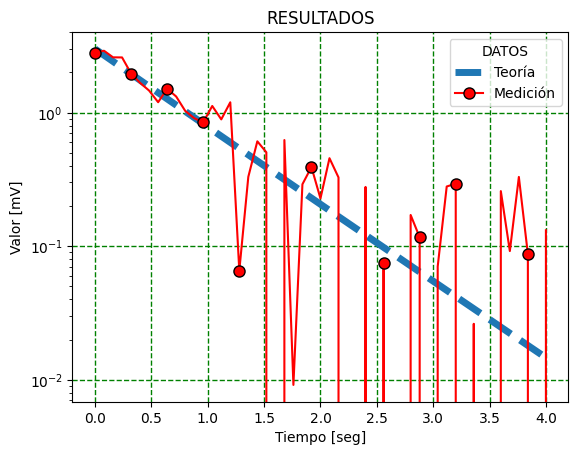 RESULTADOS
DATOS
Teoría
Medición
Valor [mV]
10⁰
10⁻¹
10⁻²
0.0 0.5 1.0 1.5 2.0 2.5 3.0 3.5 4.0
Tiempo [seg]